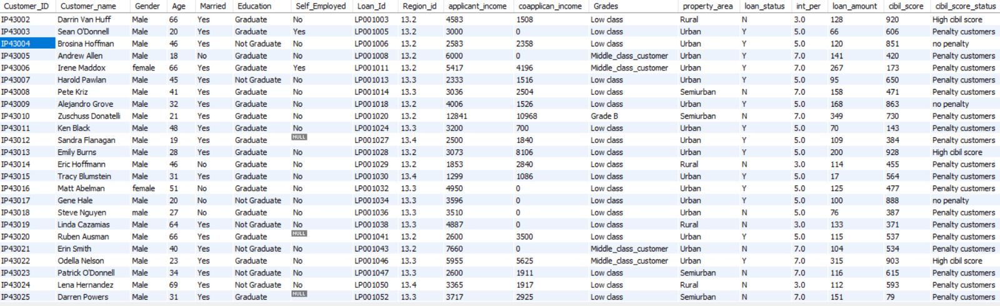 Customer_ID Customer_name Gender Age Married Education Self_Employed Loan_Id Region_id applicant_income coapplican_income Grades property_area loan_status int_per loan_amount cibil_score cibil_score_status
IP43002 Darrin Van Huff Male 66 Yes Graduate No LP001003 13.2 4583 1508 Low class Rural N 3.0 128 920 High cibil score
IP43003 Sean O'Donnell Male 20 Yes Graduate Yes LP001005 13.2 3000 0 Low class Urban Y 5.0 66 606 Penalty customers
IP43004 Brosina Hoffman Male 46 Yes Not Graduate No LP001006 13.2 2583 2358 Low class Urban Y 5.0 120 851 no penalty
IP43005 Andrew Allen Male 18 No Graduate No LP001008 13.2 6000 0 Middle_class_customer Urban Y 7.0 141 420 Penalty customers
IP43006 Irene Maddox female 66 Yes Graduate Yes LP001011 13.2 5417 4196 Middle_class_customer Urban Y 7.0 267 173 Penalty customers
IP43007 Harold Pawlan Male 45 Yes Not Graduate No LP001013 13.3 2333 1516 Low class Urban Y 5.0 95 650 Penalty customers
IP43008 Pete Kriz Male 41 Yes Graduate No LP001014 13.3 3036 2504 Low class Semiurban N 7.0 158 471 Penalty customers
IP43009 Alejandro Grove Male 32 Yes Graduate No LP001018 13.2 4006 1526 Low class Urban Y 5.0 168 863 no penalty
IP43010 Zuschuss Donatelli Male 21 Yes Graduate No LP001020 13.2 12841 10968 Grade B Semiurban N 7.0 349 730 Penalty customers
IP43011 Ken Black Male 48 Yes Graduate No LP001024 13.3 3200 700 Low class Urban Y 5.0 70 143 Penalty customers
IP43012 Sandra Flanagan Male 19 Yes Graduate NULL LP001027 13.4 2500 1840 Low class Urban Y 5.0 109 384 Penalty customers
IP43013 Emily Burns Male 28 Yes Graduate No LP001028 13.2 3073 8106 Low class Urban Y 5.0 200 928 High cibil score
IP43014 Eric Hoffmann Male 46 No Graduate No LP001029 13.2 1853 2840 Low class Rural N 3.0 114 455 Penalty customers
IP43015 Tracy Blumstein Male 31 Yes Graduate No LP001030 13.4 1299 1086 Low class Urban Y 5.0 17 564 Penalty customers
IP43016 Matt Abelman female 51 No Graduate No LP001032 13.3 4950 0 Low class Urban Y 5.0 125 477 Penalty customers
IP43017 Gene Hale Male 20 No Not Graduate No LP001034 13.3 3596 0 Low class Urban Y 5.0 100 888 no penalty
IP43018 Steve Nguyen male 27 No Graduate No LP001036 13.3 3510 0 Low class Urban N 5.0 76 387 Penalty customers
IP43019 Linda Cazamias Male 64 Yes Not Graduate No LP001038 13.3 4887 0 Low class Rural N 3.0 133 371 Penalty customers
IP43020 Ruben Ausman Male 66 Yes Graduate NULL LP001041 13.2 2600 3500 Low class Urban Y 5.0 115 537 Penalty customers
IP43021 Erin Smith Male 40 Yes Not Graduate No LP001043 13.2 7660 0 Middle_class_customer Urban N 7.0 104 534 Penalty customers
IP43022 Odella Nelson Male 23 Yes Graduate No LP001046 13.3 5955 5625 Middle_class_customer Urban Y 7.0 315 903 High cibil score
IP43023 Patrick O'Donnell Male 34 Yes Not Graduate No LP001047 13.3 2600 1911 Low class Semiurban N 7.0 116 615 Penalty customers
IP43024 Lena Hernandez Male 69 Yes Not Graduate No LP001050 13.4 3365 1917 Low class Rural N 3.0 112 593 Penalty customers
IP43025 Darren Powers Male 31 Yes Graduate NULL LP001052 13.3 3717 2925 Low class Semiurban N 7.0 151 79 Penalty customers